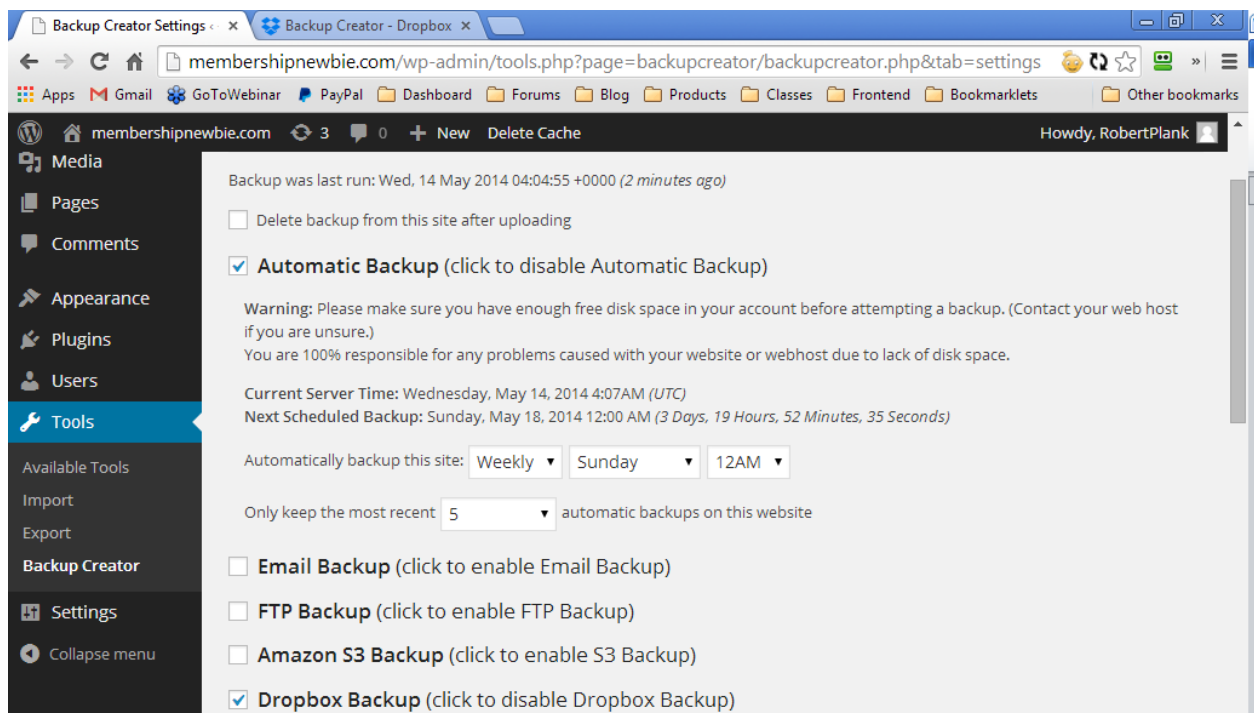 Backup Creator Settings ‹
Backup Creator - Dropbox
membershipnewbie.com/wp-admin/tools.php?page=backupcreator/backupcreator.php&tab=settings
Apps Gmail GoToWebinar PayPal Dashboard Forums Blog Products Classes Frontend Bookmarklets Other bookmarks
membershipnewbie.com 3 0 New Delete Cache Howdy, RobertPlank
Media
Pages
Comments
Appearance
Plugins
Users
Tools
Available Tools
Import
Export
Backup Creator
Settings
Collapse menu
Backup was last run: Wed, 14 May 2014 04:04:55 +0000 (2 minutes ago)
Delete backup from this site after uploading
Automatic Backup (click to disable Automatic Backup)
Warning: Please make sure you have enough free disk space in your account before attempting a backup. (Contact your web host
if you are unsure.)
You are 100% responsible for any problems caused with your website or webhost due to lack of disk space.
Current Server Time: Wednesday, May 14, 2014 4:07AM (UTC)
Next Scheduled Backup: Sunday, May 18, 2014 12:00 AM (3 Days, 19 Hours, 52 Minutes, 35 Seconds)
Automatically backup this site: Weekly Sunday 12AM
Only keep the most recent 5 automatic backups on this website
Email Backup (click to enable Email Backup)
FTP Backup (click to enable FTP Backup)
Amazon S3 Backup (click to enable S3 Backup)
Dropbox Backup (click to disable Dropbox Backup)